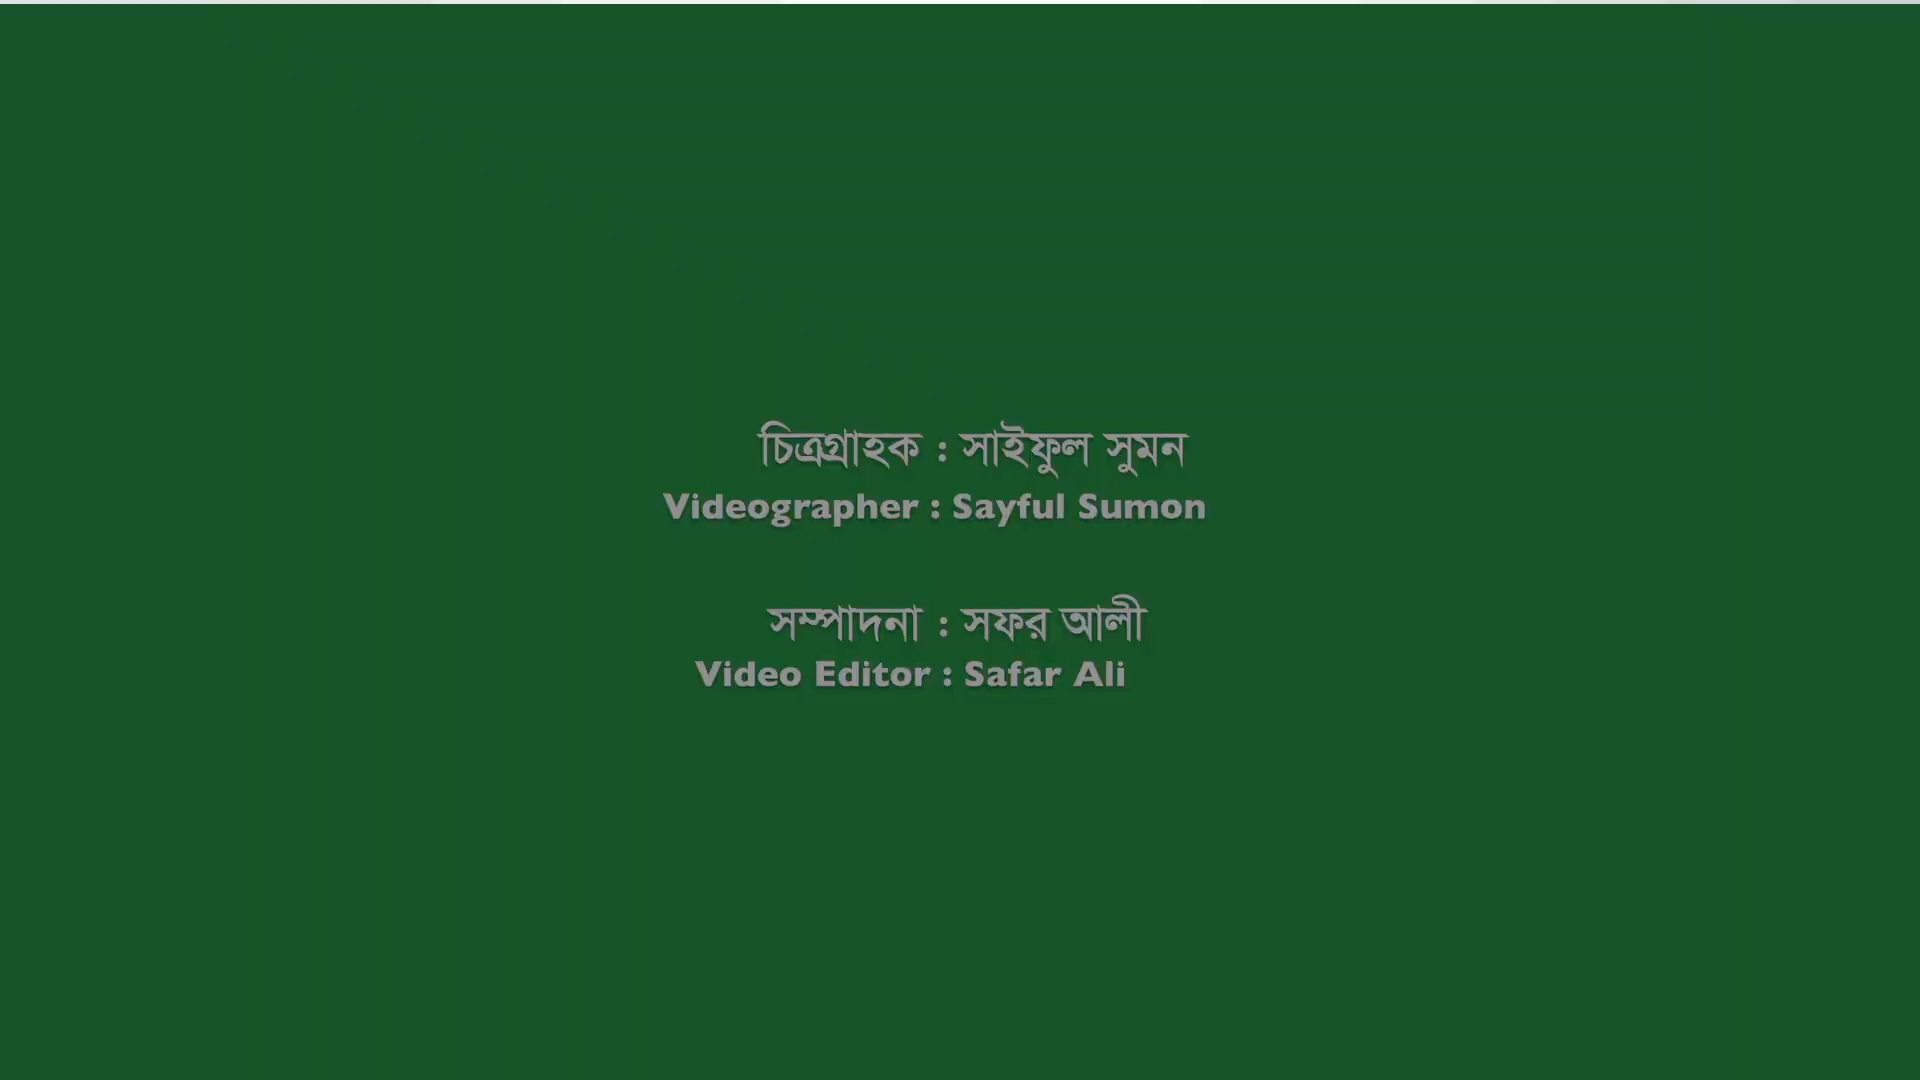 চিত্রগ্রাহক : সাইফুল সুমন
Videographer : Sayful Sumon
সম্পাদনা : সফর আলী
Video Editor : Safar Ali